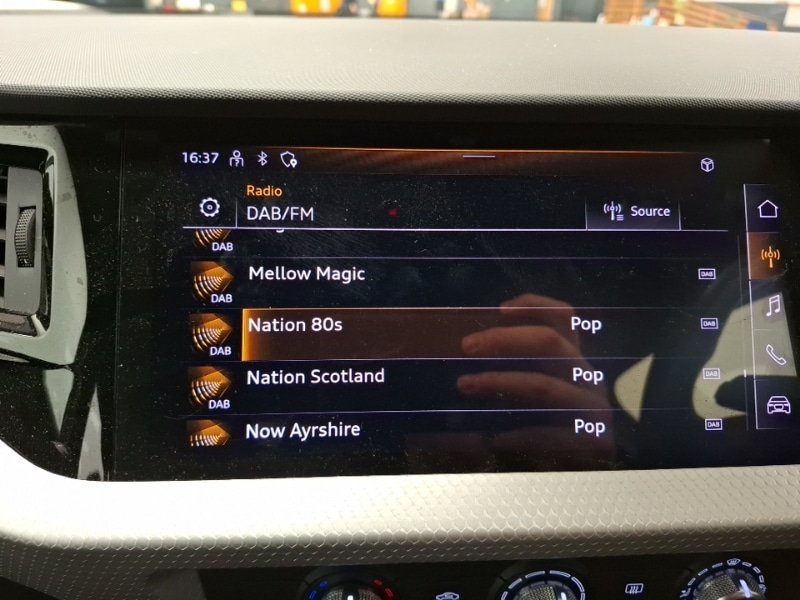 16:37
Radio
DAB/FM
Source
DAB
Mellow Magic
DAB
DAB
Nation 80s
Pop
DAB
DAB
Nation Scotland
Pop
DAB
DAB
Now Ayrshire
Pop
DAB